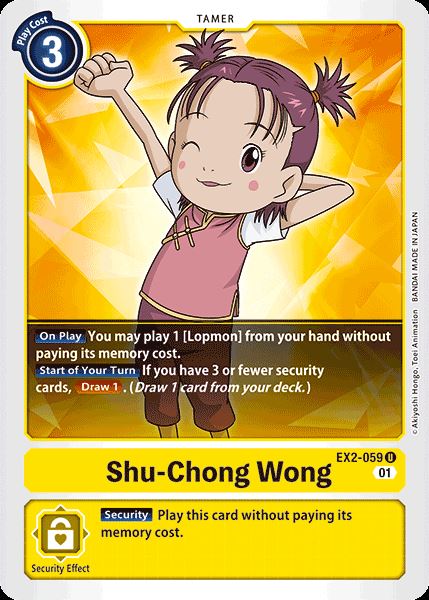 TAMER
Play Cost
3
On Play You may play 1 [Lopmon] from your hand without
paying its memory cost.
Start of Your Turn If you have 3 or fewer security
cards, Draw 1. (Draw 1 card from your deck.)
©Akiyoshi Hongo, Toei Animation BANDAI MADE IN JAPAN
Shu-Chong Wong
EX2-059 U
01
Security Play this card without paying its
memory cost.
Security Effect